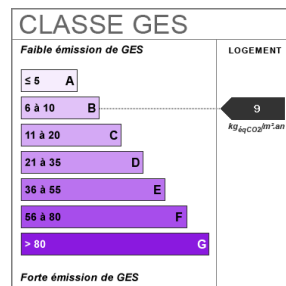 CLASSE GES
Faible émission de GES
LOGEMENT
≤ 5 A
6 à 10 B
9
kgéqCO2/m².an
11 à 20 C
21 à 35 D
36 à 55 E
56 à 80 F
> 80 G
Forte émission de GES